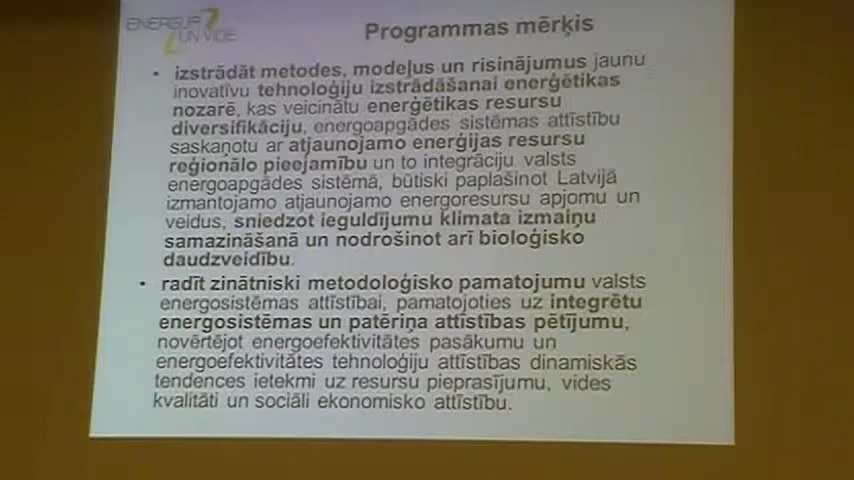 ENERĢIJA
UN VIDE
Programmas mērķis
• izstrādāt metodes, modeļus un risinājumus jaunu
inovatīvu tehnoloģiju izstrādāšanai enerģētikas
nozarē, kas veicinātu enerģētikas resursu
diversifikāciju, energoapgādes sistēmas attīstību
saskaņotu ar atjaunojamo enerģijas resursu
reģionālo pieejamību un to integrāciju valsts
energoapgādes sistēmā, būtiski paplašinot Latvijā
izmantojamo atjaunojamo energoresursu apjomu un
veidus, sniedzot ieguldījumu klimata izmaiņu
samazināšanā un nodrošinot arī bioloģisko
daudzveidību.
• radīt zinātniski metodoloģisko pamatojumu valsts
energosistēmas attīstībai, pamatojoties uz integrētu
energosistēmas un patēriņa attīstības pētījumu,
novērtējot energoefektivitātes pasākumu un
energoefektivitātes tehnoloģiju attīstības dinamiskās
tendences ietekmi uz resursu pieprasījumu, vides
kvalitāti un sociāli ekonomisko attīstību.